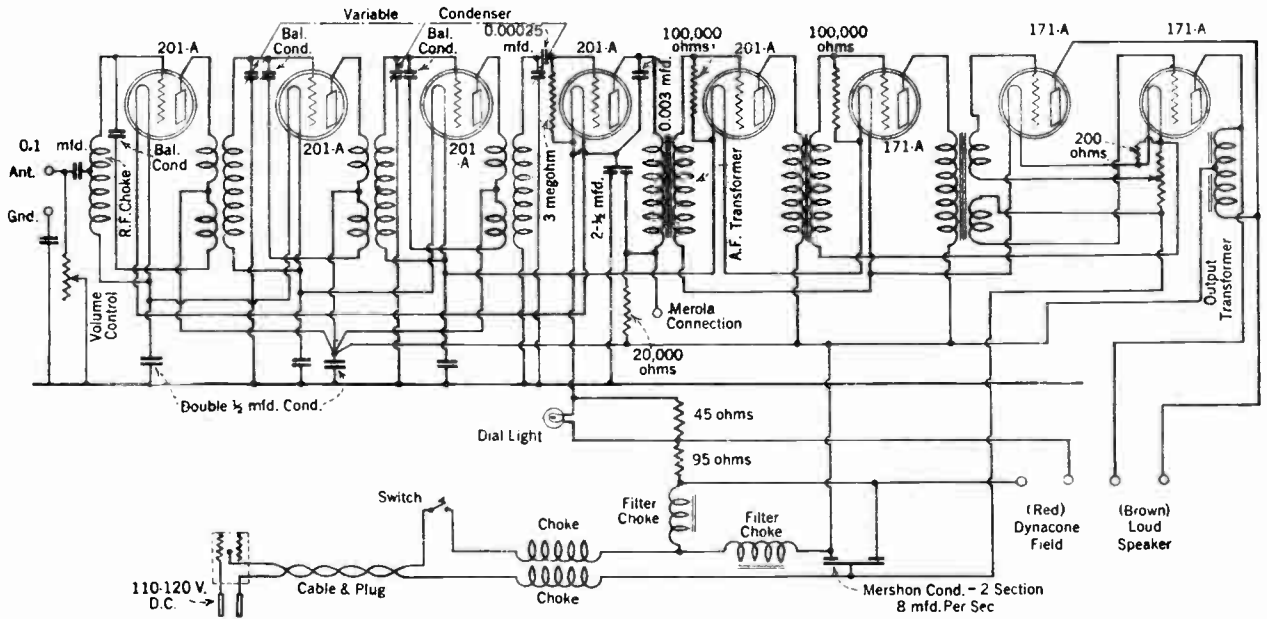 Variable Condenser
0.00025
mfd.
Bal.
Cond.
Bal.
Cond.
201-A
201-A
100,000
ohms
201-A
100,000
ohms
171-A
171-A
0.003 mfd.
0.1 mfd.
Ant.
Gnd.
Bal.
Cond
R.F. Choke
201-A
201
-A
3 megohm
2-½ mfd.
A.F. Transformer
171-A
200
ohms
Output
Transformer
Volume
Control
Merola
Connection
20,000
ohms
Double ½ mfd. Cond.
Dial Light
45 ohms
95 ohms
Switch
Filter
Choke
Filter
Choke
Choke
Choke
(Red)
Dynacone
Field
(Brown)
Loud
Speaker
110-120 V.
D.C.
Cable & Plug
Mershon Cond. - 2 Section
8 mfd. Per Sec